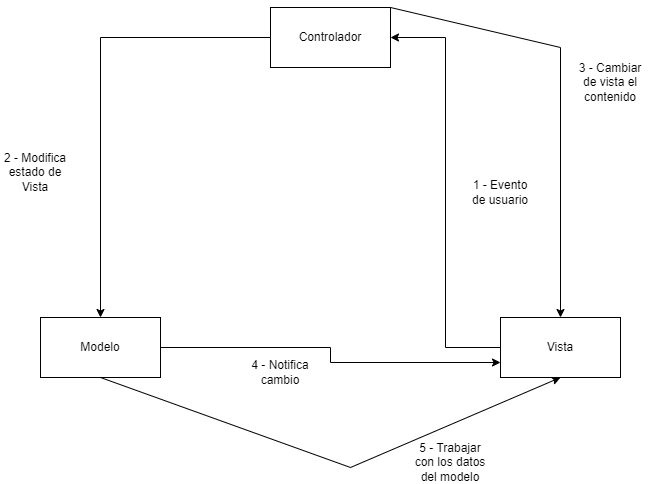 Controlador
3 - Cambiar
de vista el
contenido
2 - Modifica
estado de
Vista
1 - Evento
de usuario
Modelo
Vista
4 - Notifica
cambio
5 - Trabajar
con los datos
del modelo